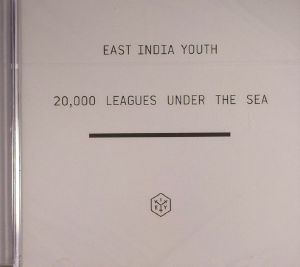 EAST INDIA YOUTH
20,000 LEAGUES UNDER THE SEA